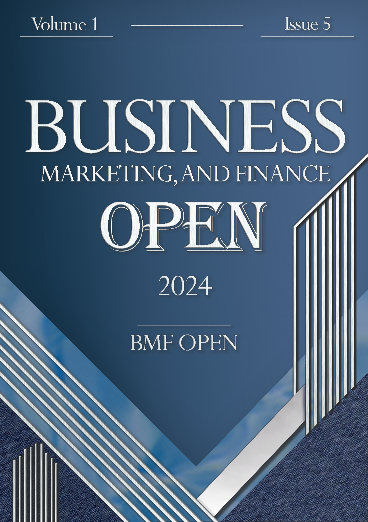 Volume 1 Issue 5
BUSINESS
MARKETING, AND FINANCE
OPEN
2024
BMF OPEN